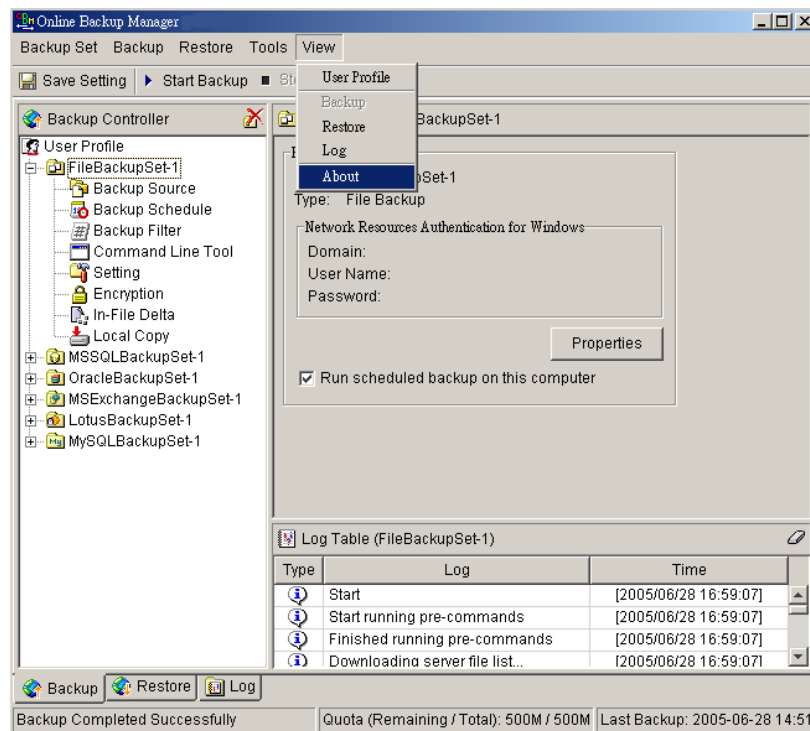 Online Backup Manager
Backup Set Backup Restore Tools View
Save Setting Start Backup
User Profile
Backup
Restore
Log
About
Backup Controller
BackupSet-1
User Profile
FileBackupSet-1
Backup Source
Backup Schedule
Backup Filter
Command Line Tool
Setting
Encryption
In-File Delta
Local Copy
MSSQLBackupSet-1
OracleBackupSet-1
MSExchangeBackupSet-1
LotusBackupSet-1
MySQLBackupSet-1
Set-1
Type: File Backup
Network Resources Authentication for Windows
Domain:
User Name:
Password:
Properties
Run scheduled backup on this computer
Log Table (FileBackupSet-1)
Type Log Time
Start [2005/06/28 16:59:07]
Start running pre-commands [2005/06/28 16:59:07]
Finished running pre-commands [2005/06/28 16:59:07]
Downloading server file list... [2005/06/28 16:59:07]
Backup Restore Log
Backup Completed Successfully Quota (Remaining / Total): 500M / 500M Last Backup: 2005-06-28 14:51